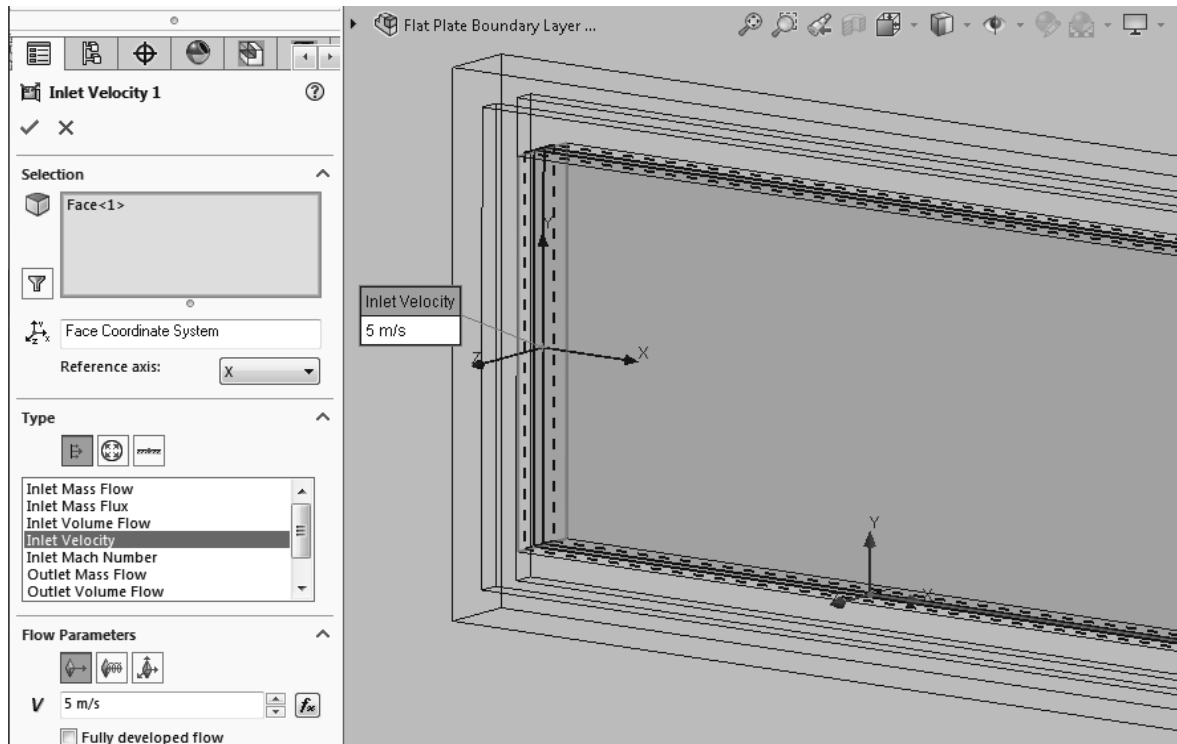 Flat Plate Boundary Layer ...
Inlet Velocity 1
Selection
Face<1>
Face Coordinate System
Reference axis:
X
Type
Inlet Mass Flow
Inlet Mass Flux
Inlet Volume Flow
Inlet Velocity
Inlet Mach Number
Outlet Mass Flow
Outlet Volume Flow
Flow Parameters
V 5 m/s
Fully developed flow
Inlet Velocity
5 m/s
Y
Z
X
Y
X